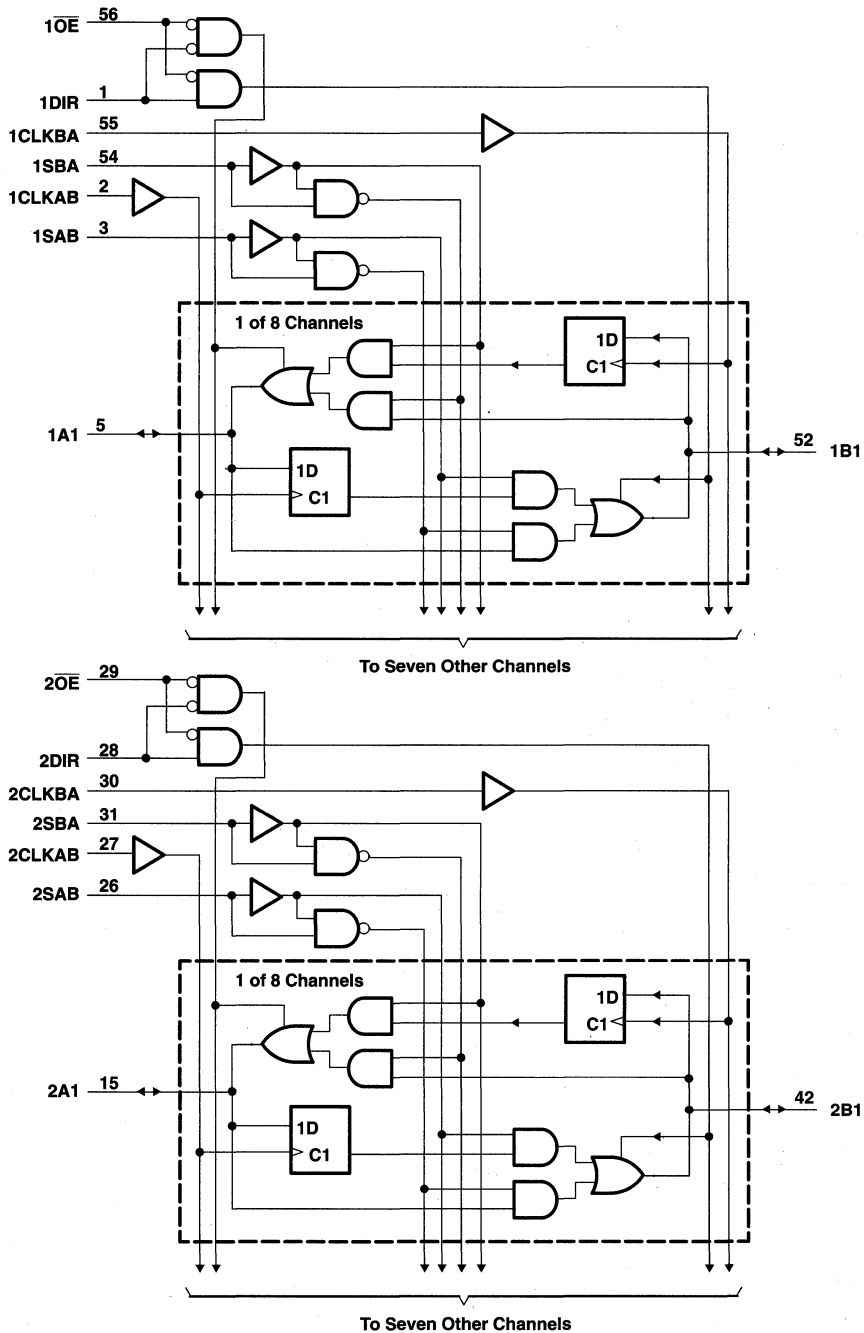 1O̅E̅ 56
1DIR 1
1CLKBA 55
1SBA 54
1CLKAB 2
1SAB 3
1 of 8 Channels
1D
C1
1A1 5
52 1B1
1D
C1
To Seven Other Channels
2O̅E̅ 29
2DIR 28
2CLKBA 30
2SBA 31
2CLKAB 27
2SAB 26
1 of 8 Channels
1D
C1
2A1 15
42 2B1
1D
C1
To Seven Other Channels